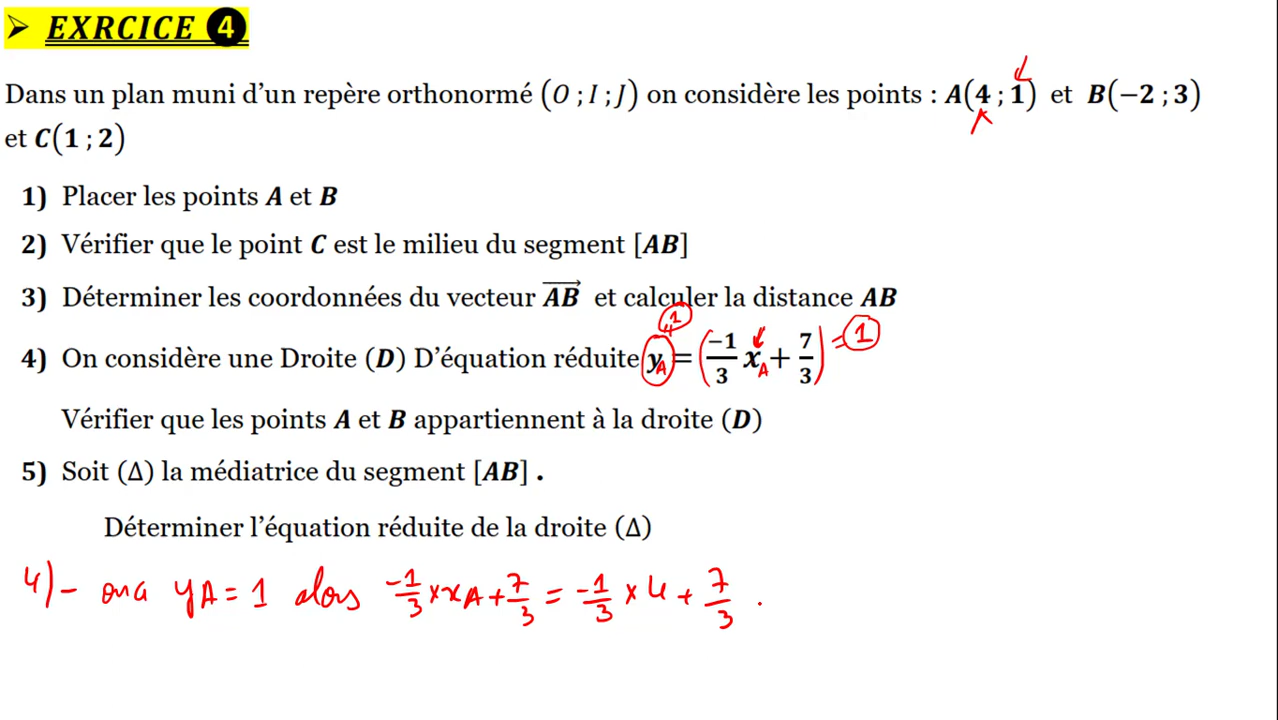 ➢ EXRCICE 4
Dans un plan muni d'un repère orthonormé (O ; I ; J) on considère les points : A(4 ; 1) et B(−2 ; 3)
et C(1 ; 2)
1) Placer les points A et B
2) Vérifier que le point C est le milieu du segment [AB]
3) Déterminer les coordonnées du vecteur \overrightarrow{AB} et calculer la distance AB
4) On considère une Droite (D) D'équation réduite y_A = (−1/3 x_A + 7/3) = 1
Vérifier que les points A et B appartiennent à la droite (D)
5) Soit (Δ) la médiatrice du segment [AB] .
Déterminer l'équation réduite de la droite (Δ)
4) – on a yA = 1 alors −1/3 × xA + 7/3 = −1/3 × 4 + 7/3 .